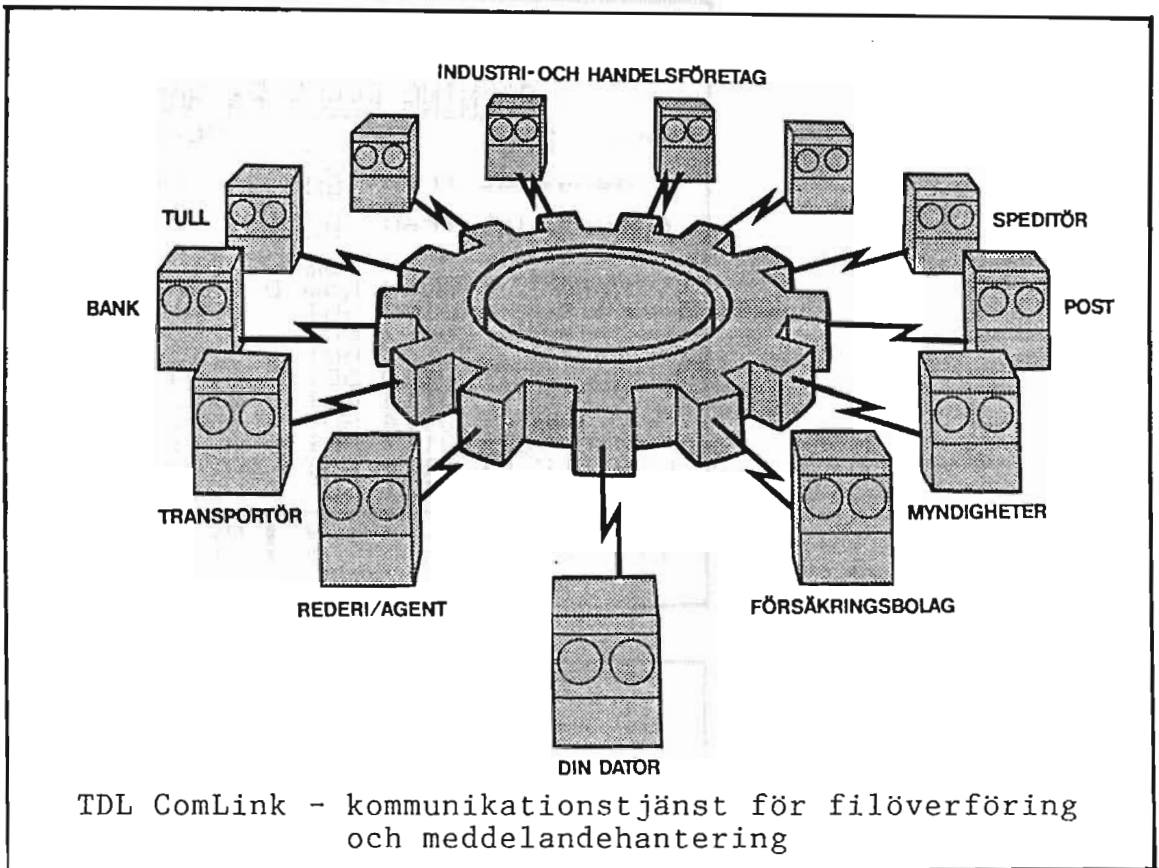 INDUSTRI- OCH HANDELSFÖRETAG
TULL
SPEDITÖR
BANK
POST
TRANSPORTÖR
MYNDIGHETER
REDERI/AGENT
FÖRSÄKRINGSBOLAG
DIN DATOR
TDL ComLink - kommunikationstjänst för filöverföring
och meddelandehantering